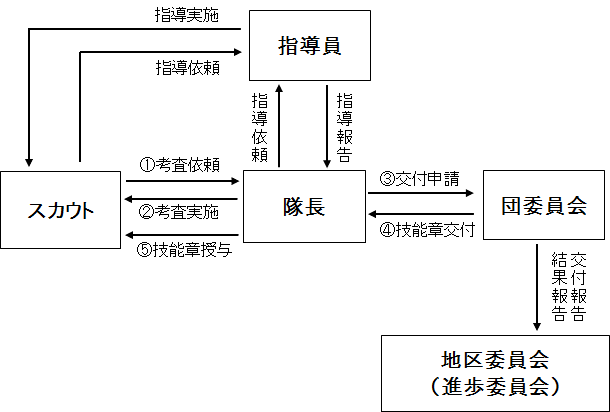 指導実施
指導員
指導依頼
指導依頼
指導報告
①考査依頼
③交付申請
スカウト
②考査実施
隊長
団委員会
⑤技能章授与
④技能章交付
交付報告
結果報告
地区委員会
（進歩委員会）